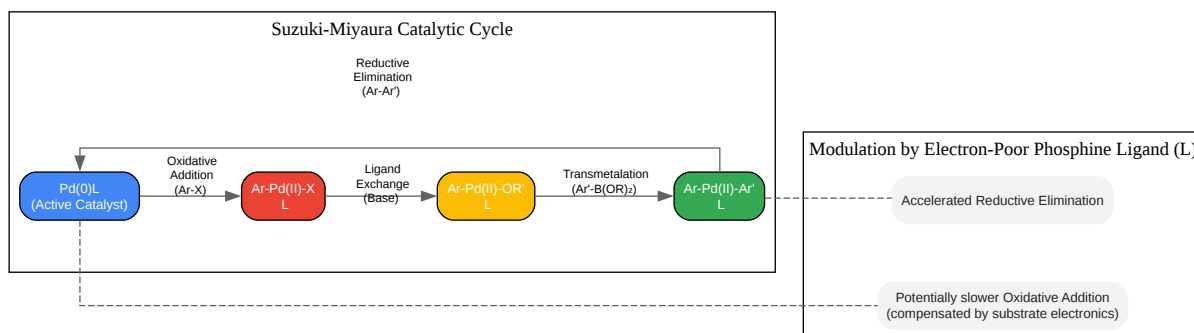 Suzuki-Miyaura Catalytic Cycle
Reductive
Elimination
(Ar-Ar')
Pd(0)L
(Active Catalyst)
Oxidative
Addition
(Ar-X)
Ar-Pd(II)-X
L
Ligand
Exchange
(Base)
Ar-Pd(II)-OR'
L
Transmetalation
(Ar'-B(OR)₂)
Ar-Pd(II)-Ar'
L
Modulation by Electron-Poor Phosphine Ligand (L)
Accelerated Reductive Elimination
Potentially slower Oxidative Addition
(compensated by substrate electronics)